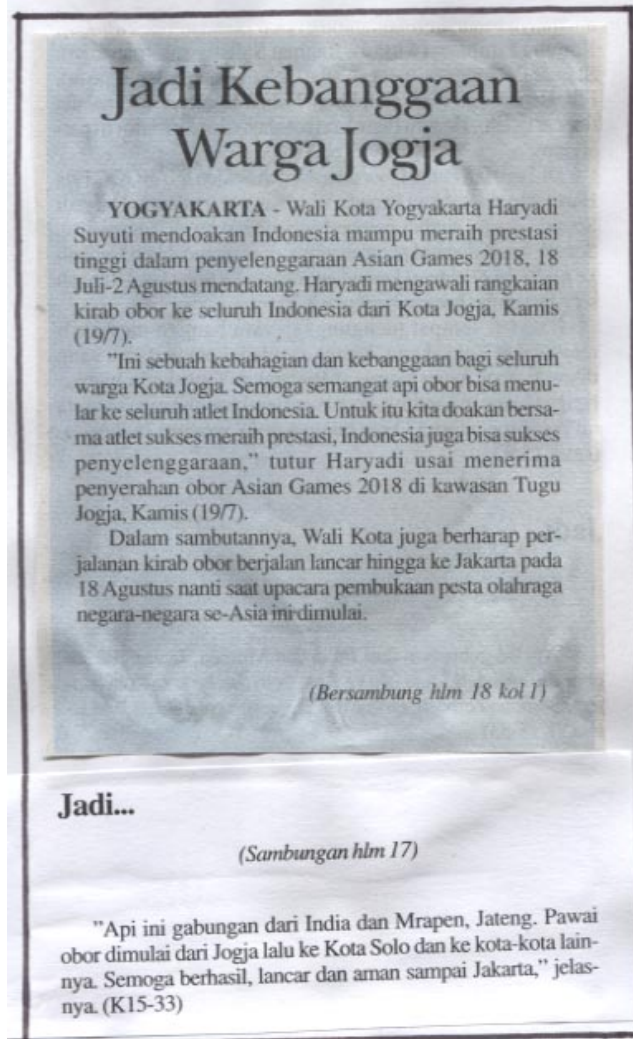 Jadi Kebanggaan
Warga Jogja
YOGYAKARTA - Wali Kota Yogyakarta Haryadi
Suyuti mendoakan Indonesia mampu meraih prestasi
tinggi dalam penyelenggaraan Asian Games 2018, 18
Juli-2 Agustus mendatang. Haryadi mengawali rangkaian
kirab obor ke seluruh Indonesia dari Kota Jogja, Kamis
(19/7).
"Ini sebuah kebahagian dan kebanggaan bagi seluruh
warga Kota Jogja. Semoga semangat api obor bisa menu-
lar ke seluruh atlet Indonesia. Untuk itu kita doakan bersa-
ma atlet sukses meraih prestasi, Indonesia juga bisa sukses
penyelenggaraan," tutur Haryadi usai menerima
penyerahan obor Asian Games 2018 di kawasan Tugu
Jogja, Kamis (19/7).
Dalam sambutannya, Wali Kota juga berharap per-
jalanan kirab obor berjalan lancar hingga ke Jakarta pada
18 Agustus nanti saat upacara pembukaan pesta olahraga
negara-negara se-Asia ini dimulai.
(Bersambung hlm 18 kol 1)
Jadi...
(Sambungan hlm 17)
"Api ini gabungan dari India dan Mrapen, Jateng. Pawai
obor dimulai dari Jogja lalu ke Kota Solo dan ke kota-kota lain-
nya. Semoga berhasil, lancar dan aman sampai Jakarta," jelas-
nya. (K15-33)